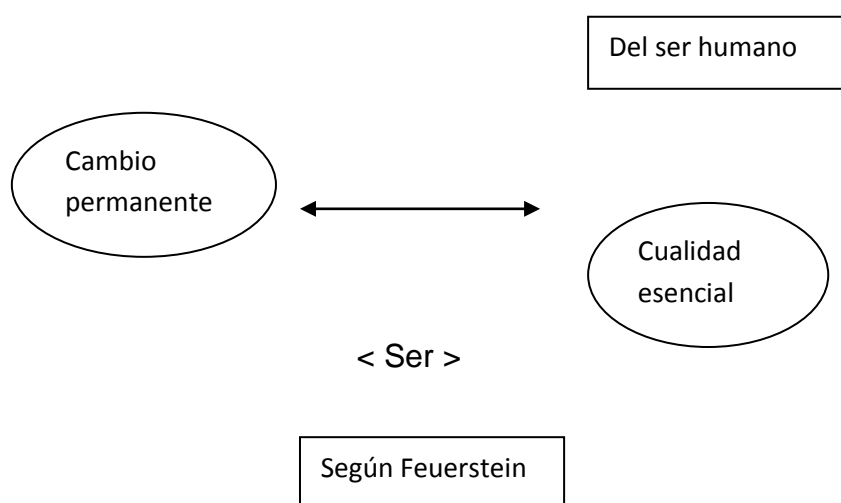 Del ser humano
Cambio
permanente
Cualidad
esencial
< Ser >
Según Feuerstein